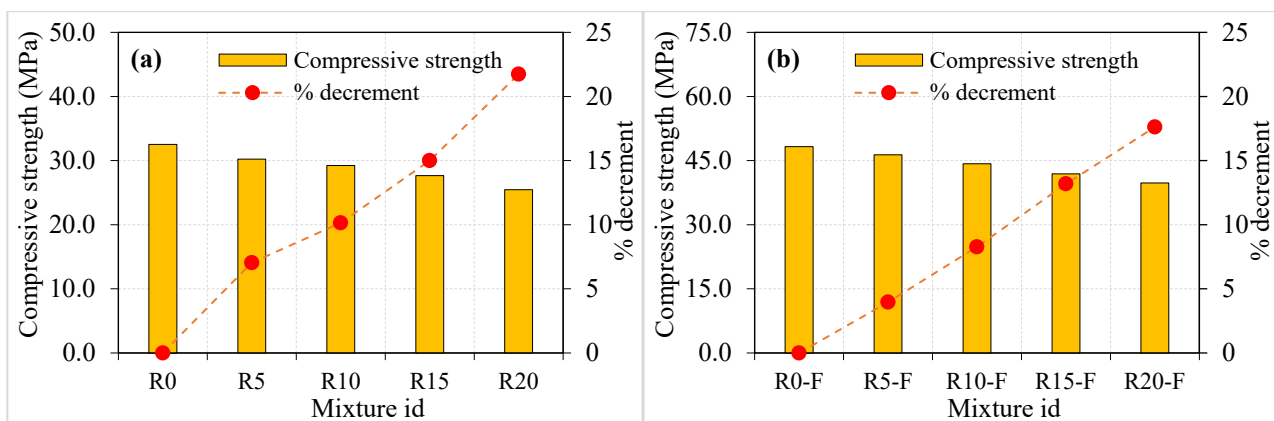 (a)
Compressive strength
% decrement
Compressive strength (MPa)
50.0
40.0
30.0
20.0
10.0
0.0
% decrement
25
20
15
10
5
0
R0 R5 R10 R15 R20
Mixture id
(b)
Compressive strength
% decrement
Compressive strength (MPa)
75.0
60.0
45.0
30.0
15.0
0.0
% decrement
25
20
15
10
5
0
R0-F R5-F R10-F R15-F R20-F
Mixture id